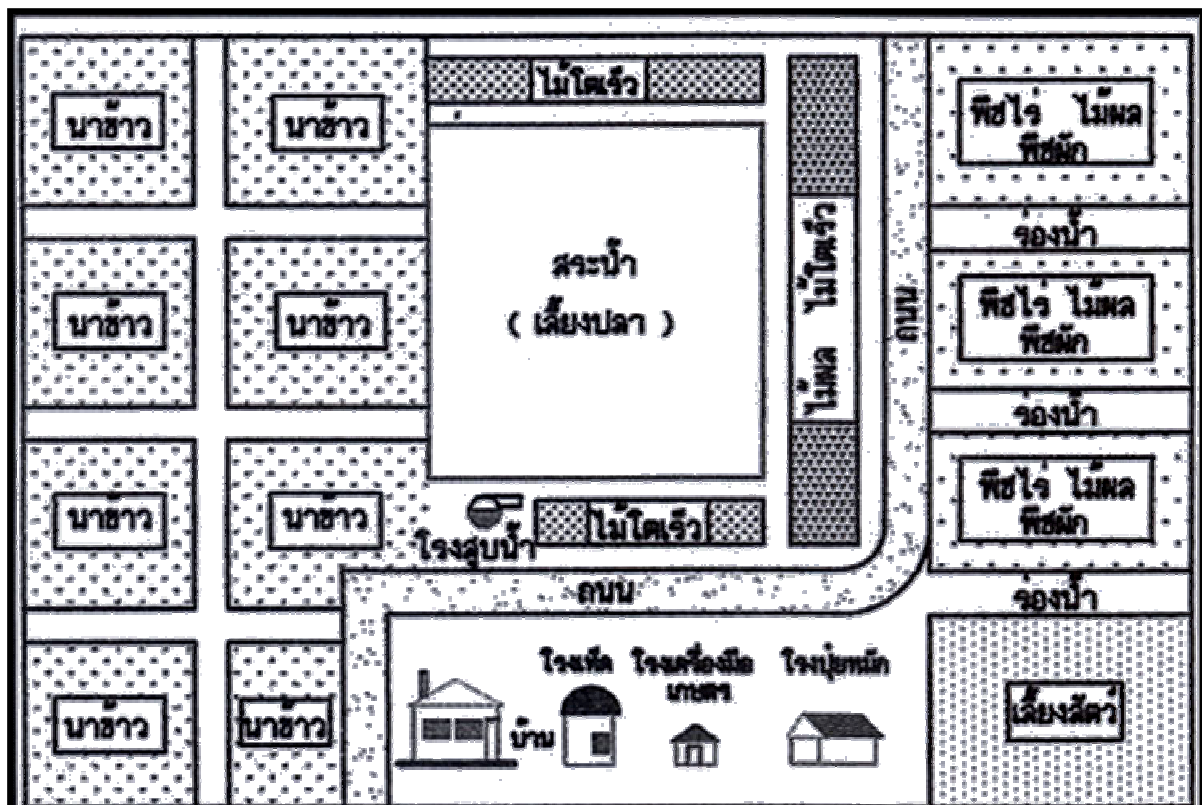 นาข้าว
นาข้าว
ไม้โตเร็ว
พืชไร่ ไม้ผล
พืชผัก
ร่องน้ำ
สระน้ำ
( เลี้ยงปลา )
ไม้ผล ไม้โตเร็ว
ถนน
นาข้าว
นาข้าว
พืชไร่ ไม้ผล
พืชผัก
ร่องน้ำ
นาข้าว
นาข้าว
โรงสูบน้ำ
ไม้โตเร็ว
พืชไร่ ไม้ผล
พืชผัก
ถนน
ร่องน้ำ
นาข้าว
นาข้าว
บ้าน
โรงเห็ด
โรงเครื่องมือ
เกษตร
โรงปุ๋ยหมัก
เลี้ยงสัตว์